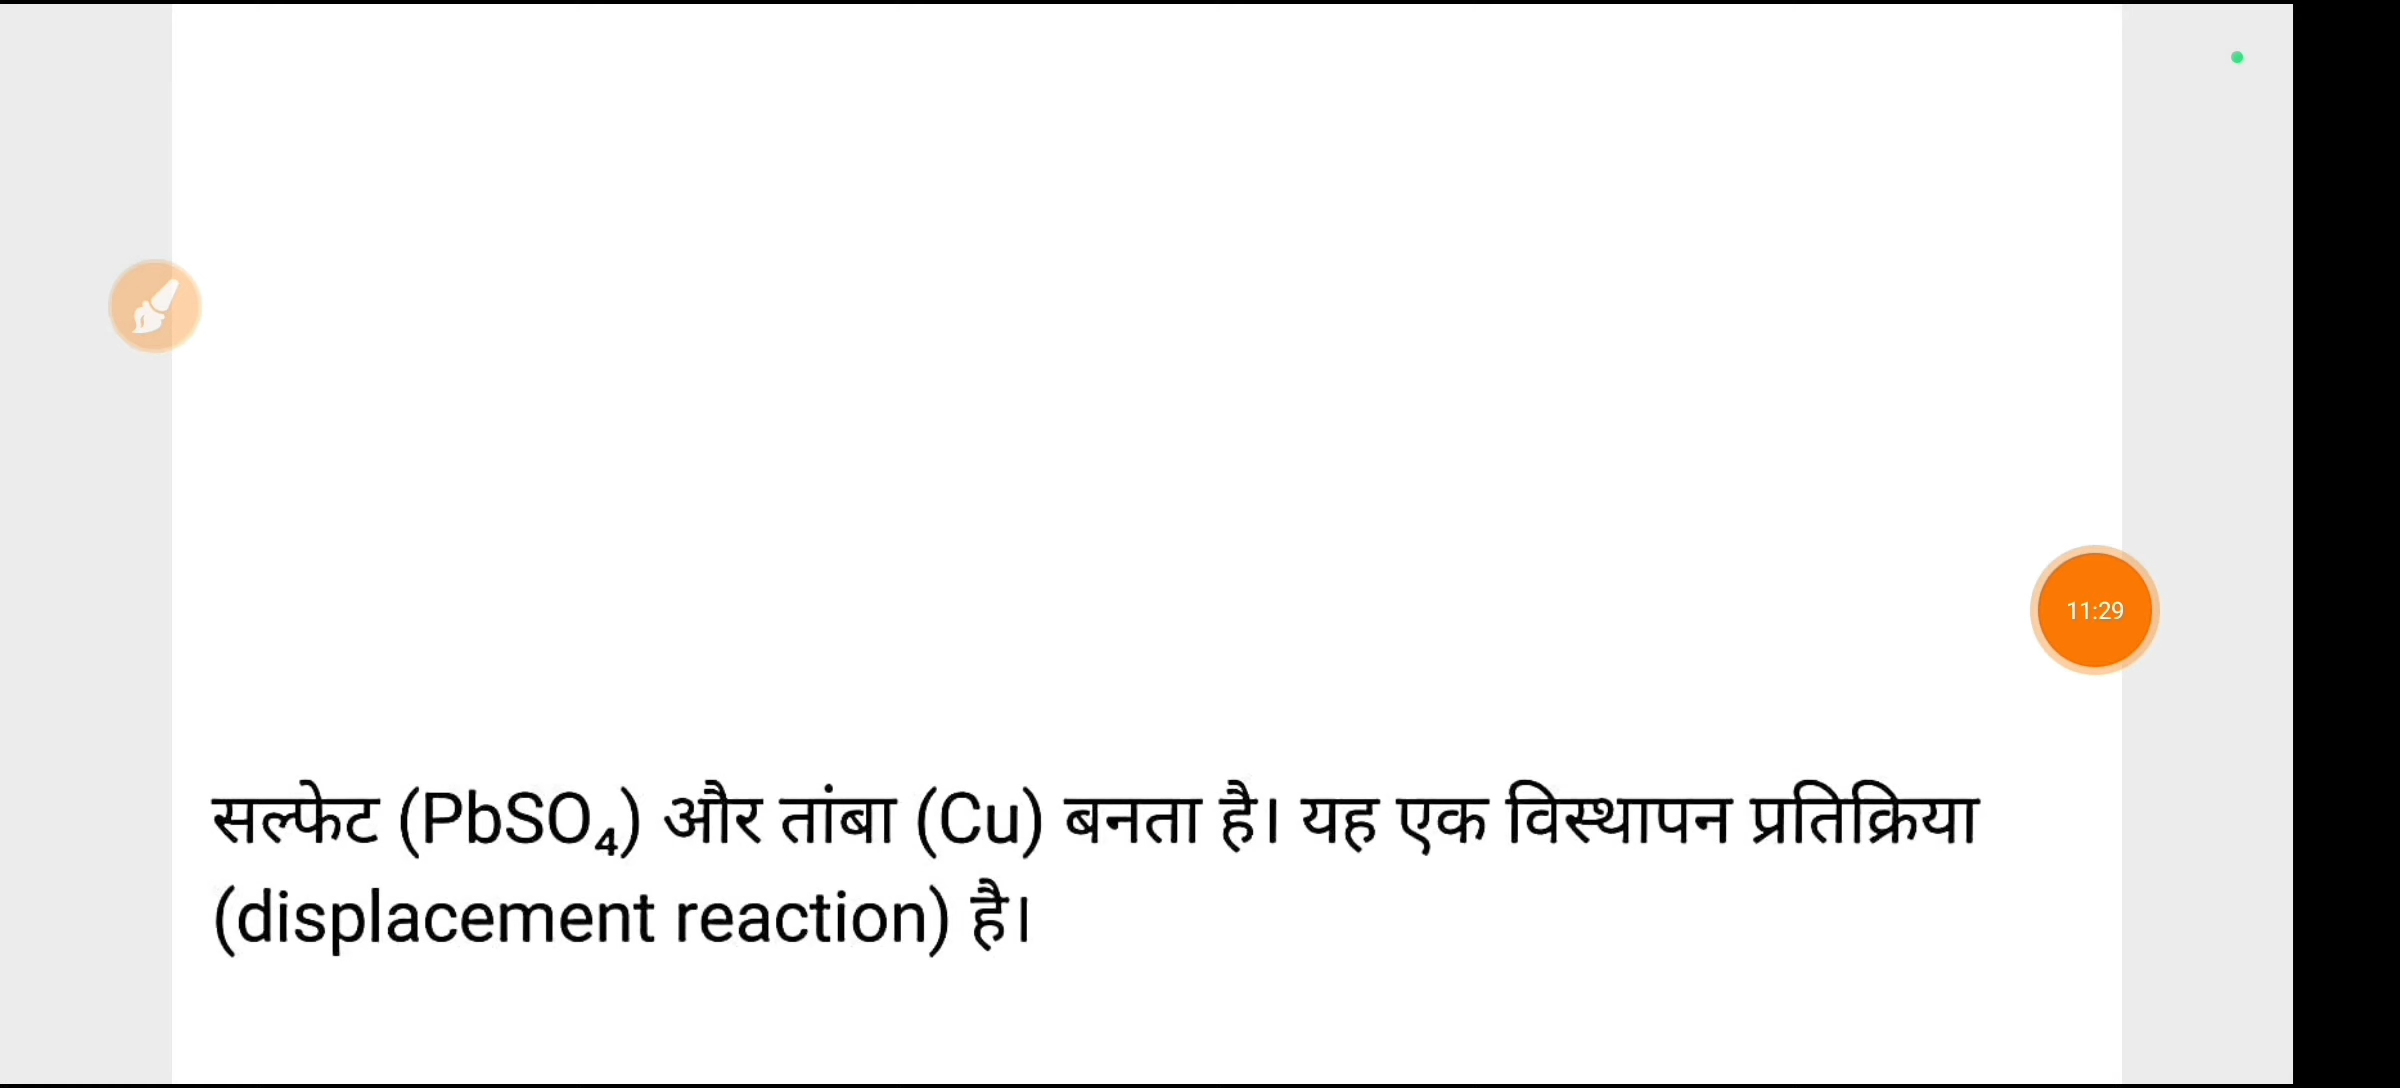 11:29
सल्फेट (PbSO₄) और तांबा (Cu) बनता है। यह एक विस्थापन प्रतिक्रिया
(displacement reaction) है।